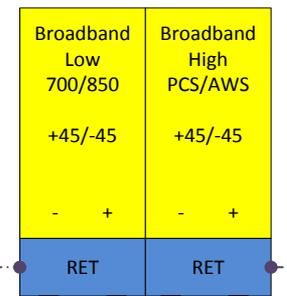 Broadband
Low
700/850
+45/-45
- +
RET
Broadband
High
PCS/AWS
+45/-45
- +
RET